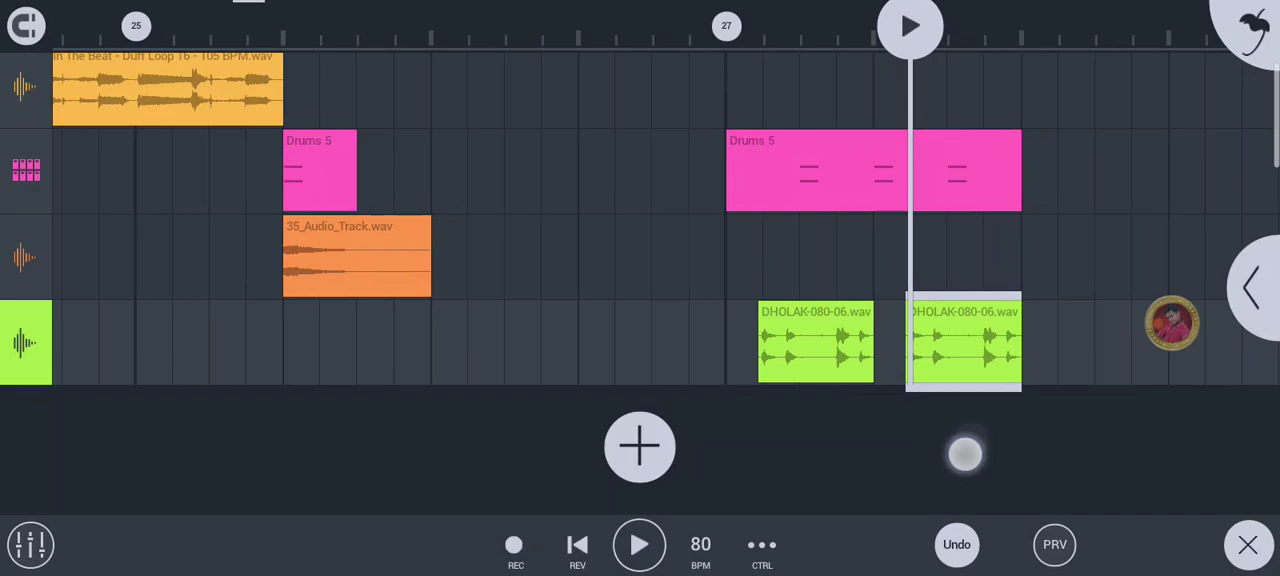 25
27
in The Beat - Duff Loop 16 - 105 BPM.wav
Drums 5
Drums 5
35_Audio_Track.wav
DHOLAK-080-06.wav
DHOLAK-080-06.wav
80
Undo
PRV
REC
REV
BPM
CTRL